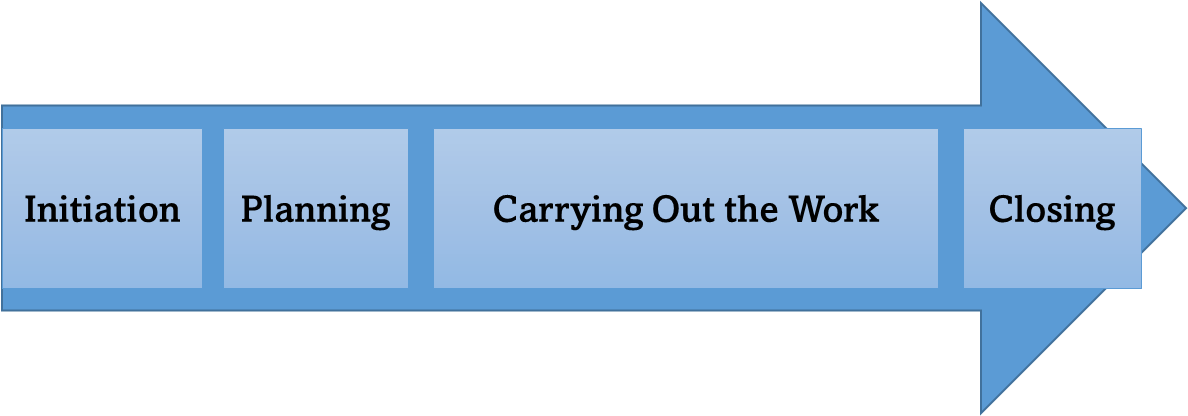 Initiation
Planning
Carrying Out the Work
Closing